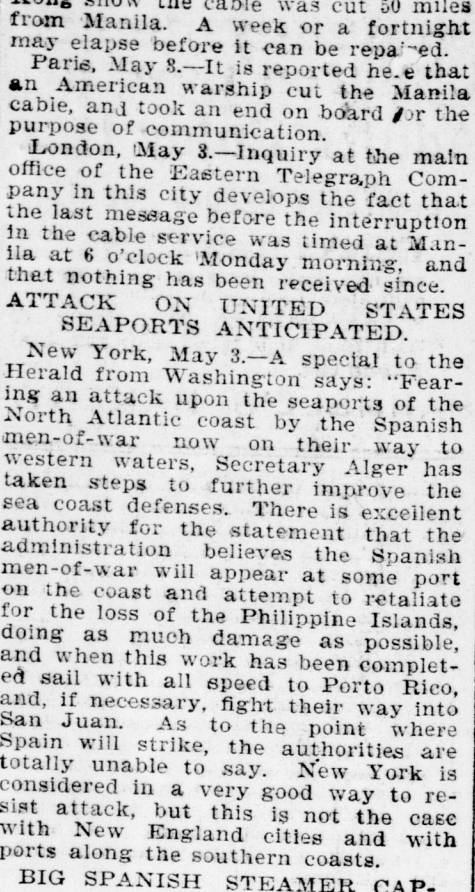 Kong show the cable was cut 50 miles
from Manila. A week or a fortnight
may elapse before it can be repaired.
Paris, May 3.—It is reported here that
an American warship cut the Manila
cable, and took an end on board for the
purpose of communication.
London, May 3.—Inquiry at the main
office of the Eastern Telegraph Com-
pany in this city develops the fact that
the last message before the interruption
in the cable service was timed at Man-
ila at 6 o'clock Monday morning, and
that nothing has been received since.
ATTACK ON UNITED STATES
SEAPORTS ANTICIPATED.
New York, May 3.—A special to the
Herald from Washington says: "Fear-
ing an attack upon the seaports of the
North Atlantic coast by the Spanish
men-of-war now on their way to
western waters, Secretary Alger has
taken steps to further improve the
sea coast defenses. There is excellent
authority for the statement that the
administration believes the Spanish
men-of-war will appear at some port
on the coast and attempt to retaliate
for the loss of the Philippine Islands,
doing as much damage as possible,
and when this work has been complet-
ed sail with all speed to Porto Rico,
and, if necessary, fight their way into
San Juan. As to the point where
Spain will strike, the authorities are
totally unable to say. New York is
considered in a very good way to re-
sist attack, but this is not the case
with New England cities and with
ports along the southern coasts.
BIG SPANISH STEAMER CAP-